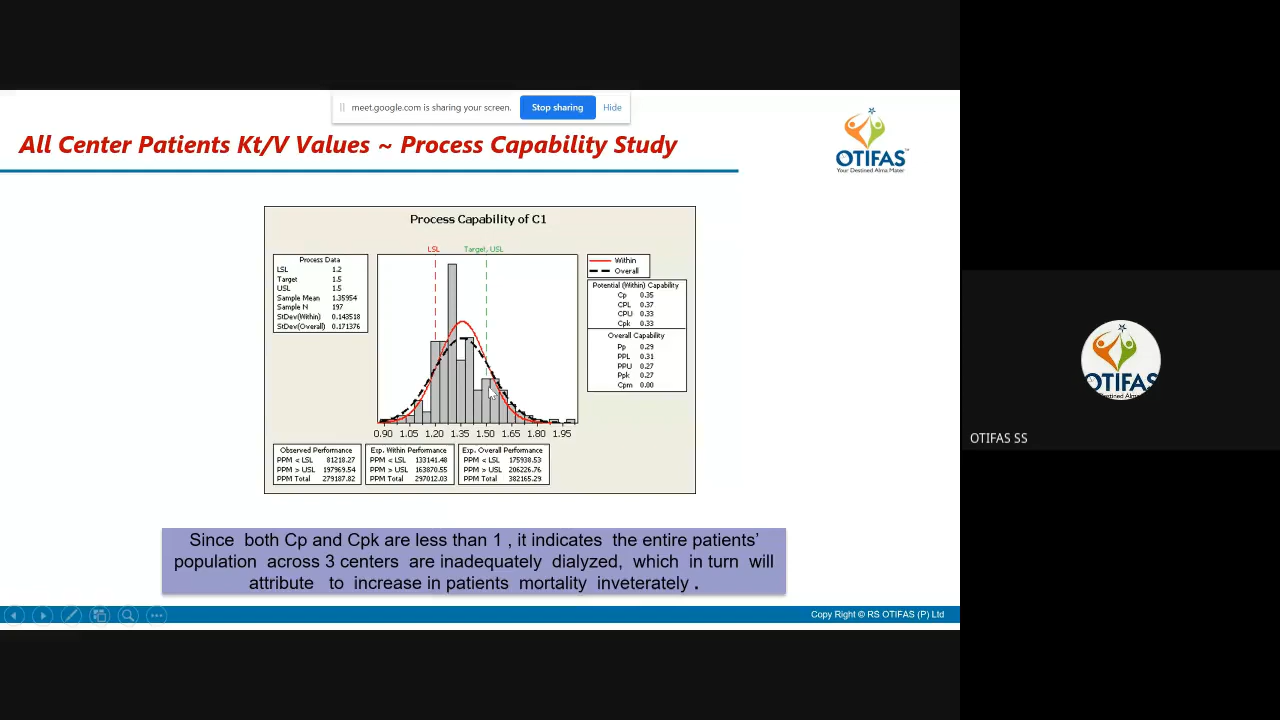 meet.google.com is sharing your screen. Stop sharing Hide
All Center Patients Kt/V Values ~ Process Capability Study
OTIFAS
Your Destined Alma Mater
Process Capability of C1
LSL Target, USL
Process Data
LSL 1.2
Target 1.5
USL 1.5
Sample Mean 1.35954
Sample N 197
StDev(Within) 0.143518
StDev(Overall) 0.171376
Within
Overall
Potential (Within) Capability
Cp 0.35
CPL 0.37
CPU 0.33
Cpk 0.33
Overall Capability
Pp 0.29
PPL 0.31
PPU 0.27
Ppk 0.27
Cpm 0.00
0.90 1.05 1.20 1.35 1.50 1.65 1.80 1.95
Observed Performance
PPM < LSL 81218.27
PPM > USL 197969.54
PPM Total 279187.82
Exp. Within Performance
PPM < LSL 133141.48
PPM > USL 163870.55
PPM Total 297012.03
Exp. Overall Performance
PPM < LSL 175938.53
PPM > USL 206226.76
PPM Total 382165.29
Since both Cp and Cpk are less than 1 , it indicates the entire patients'
population across 3 centers are inadequately dialyzed, which in turn will
attribute to increase in patients mortality inveterately .
Copy Right © RS OTIFAS (P) Ltd
OTIFAS
Destined Alma
OTIFAS SS